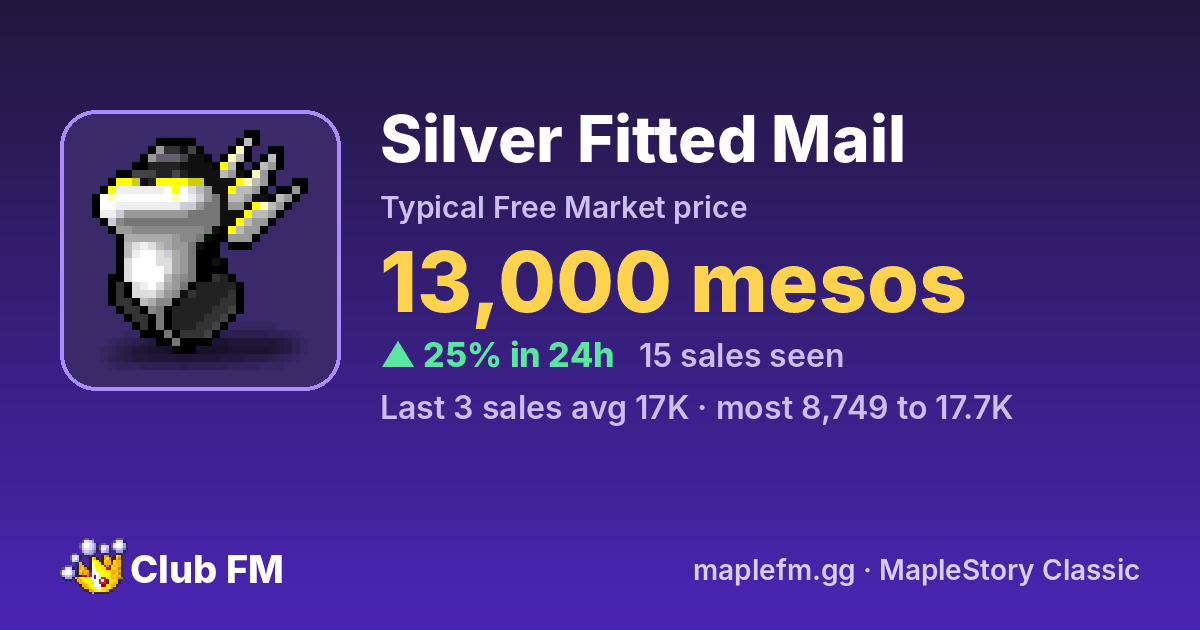 Silver Fitted Mail
Typical Free Market price
13,000 mesos
▲ 25% in 24h 15 sales seen
Last 3 sales avg 17K · most 8,749 to 17.7K
Club FM
maplefm.gg · MapleStory Classic